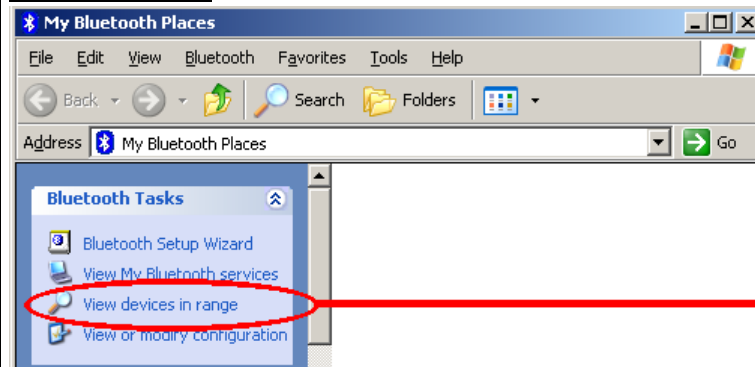 My Bluetooth Places
File Edit View Bluetooth Favorites Tools Help
Back Search Folders
Address My Bluetooth Places Go
Bluetooth Tasks
Bluetooth Setup Wizard
View My Bluetooth services
View devices in range
View or modify configuration